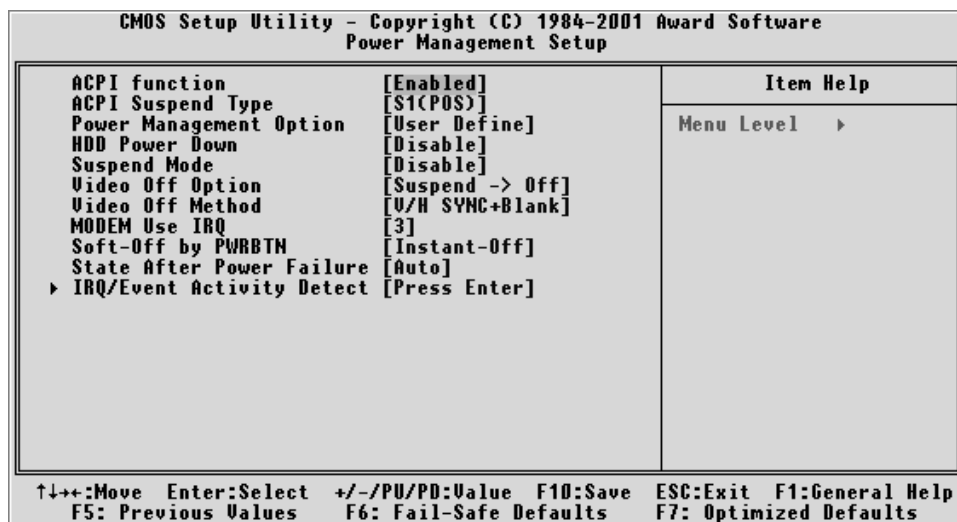 CMOS Setup Utility - Copyright (C) 1984-2001 Award Software
Power Management Setup
ACPI function [Enabled]
ACPI Suspend Type [S1(POS)]
Power Management Option [User Define]
HDD Power Down [Disable]
Suspend Mode [Disable]
Video Off Option [Suspend -> Off]
Video Off Method [V/H SYNC+Blank]
MODEM Use IRQ [3]
Soft-Off by PWRBTN [Instant-Off]
State After Power Failure [Auto]
▸ IRQ/Event Activity Detect [Press Enter]
Item Help
Menu Level ▸
↑↓→←:Move Enter:Select +/-/PU/PD:Value F10:Save ESC:Exit F1:General Help
F5: Previous Values F6: Fail-Safe Defaults F7: Optimized Defaults